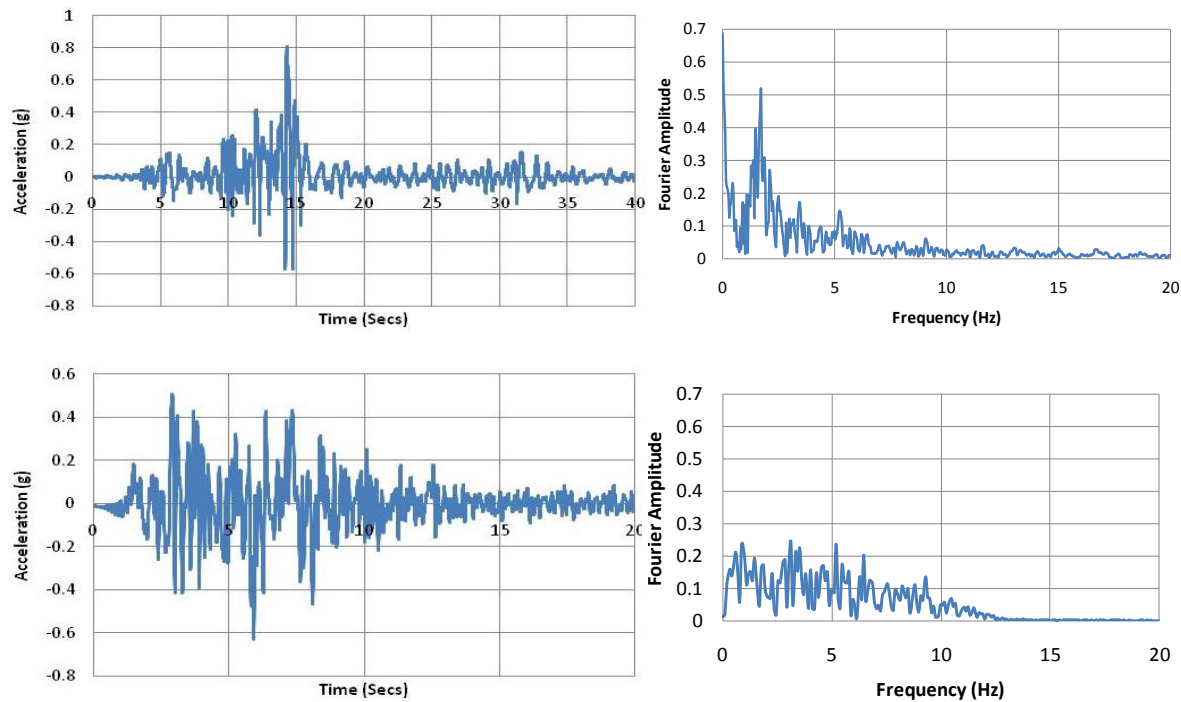 Acceleration (g)
1
0.8
0.6
0.4
0.2
0
-0.2
-0.4
-0.6
-0.8
0 5 10 15 20 25 30 35 40
Time (Secs)
Fourier Amplitude
0.7
0.6
0.5
0.4
0.3
0.2
0.1
0
0 5 10 15 20
Frequency (Hz)
Acceleration (g)
0.6
0.4
0.2
0
-0.2
-0.4
-0.6
-0.8
0 5 10 15 20
Time (Secs)
Fourier Amplitude
0.7
0.6
0.5
0.4
0.3
0.2
0.1
0
0 5 10 15 20
Frequency (Hz)